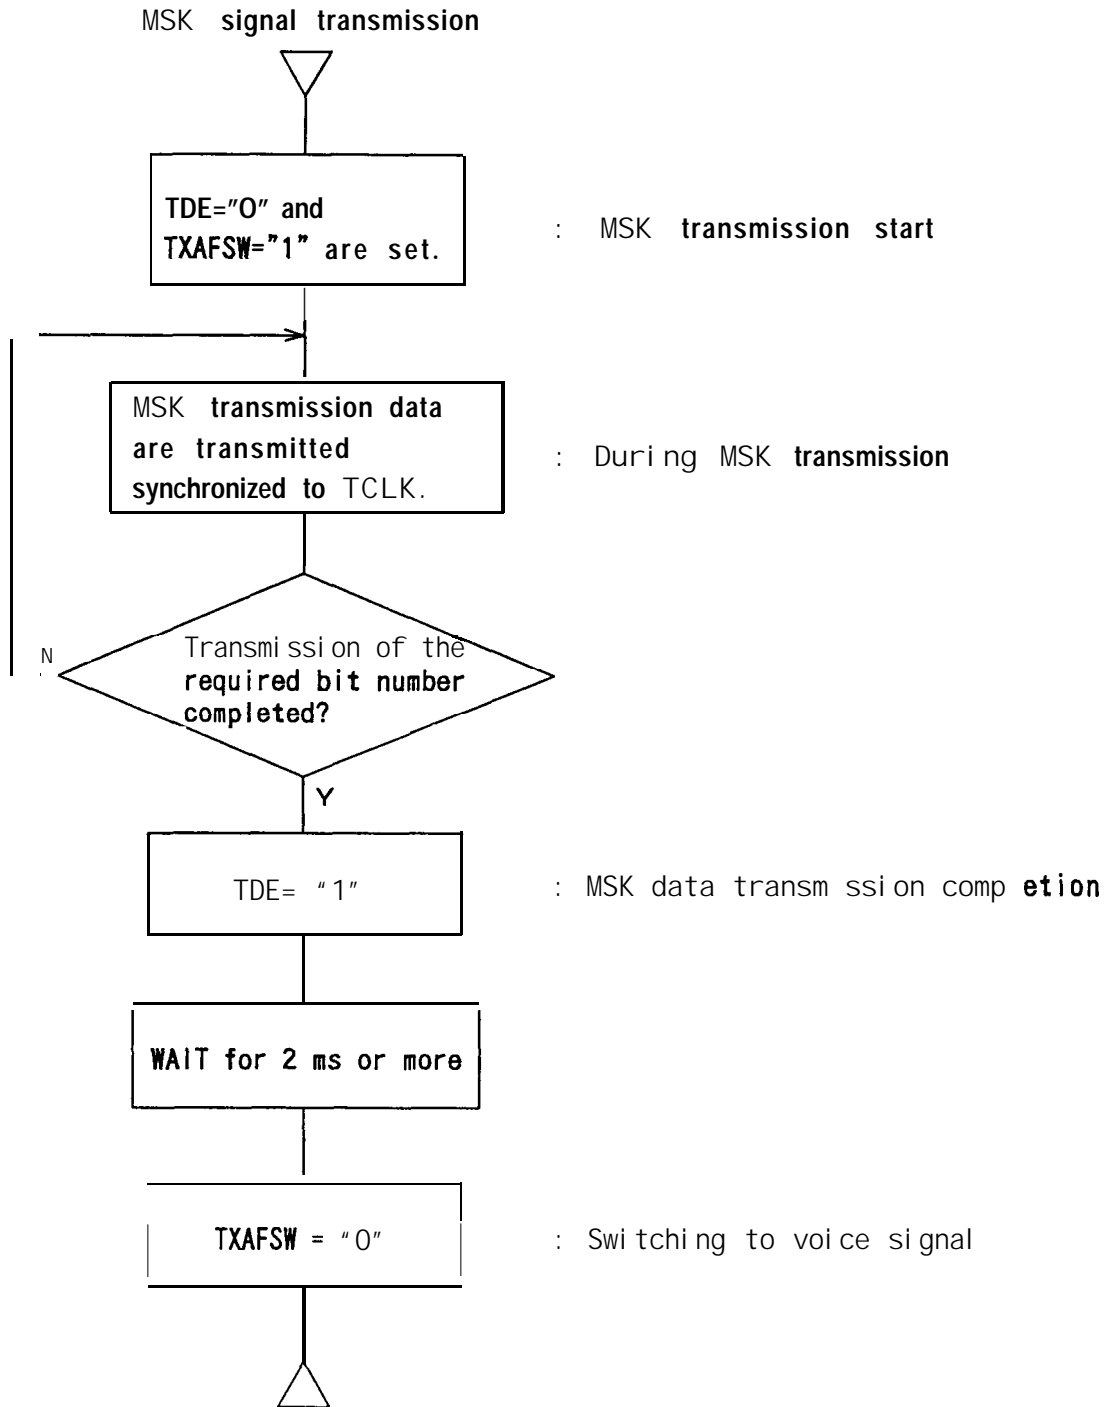 MSK signal transmission
TDE="0" and
TXAFSW="1" are set.
: MSK transmission start
MSK transmission data
are transmitted
synchronized to TCLK.
: During MSK transmission
N
Transmission of the
required bit number
completed?
Y
TDE= "1"
: MSK data transm ssion comp etion
WAIT for 2 ms or more
TXAFSW = "0"
: Switching to voice signal